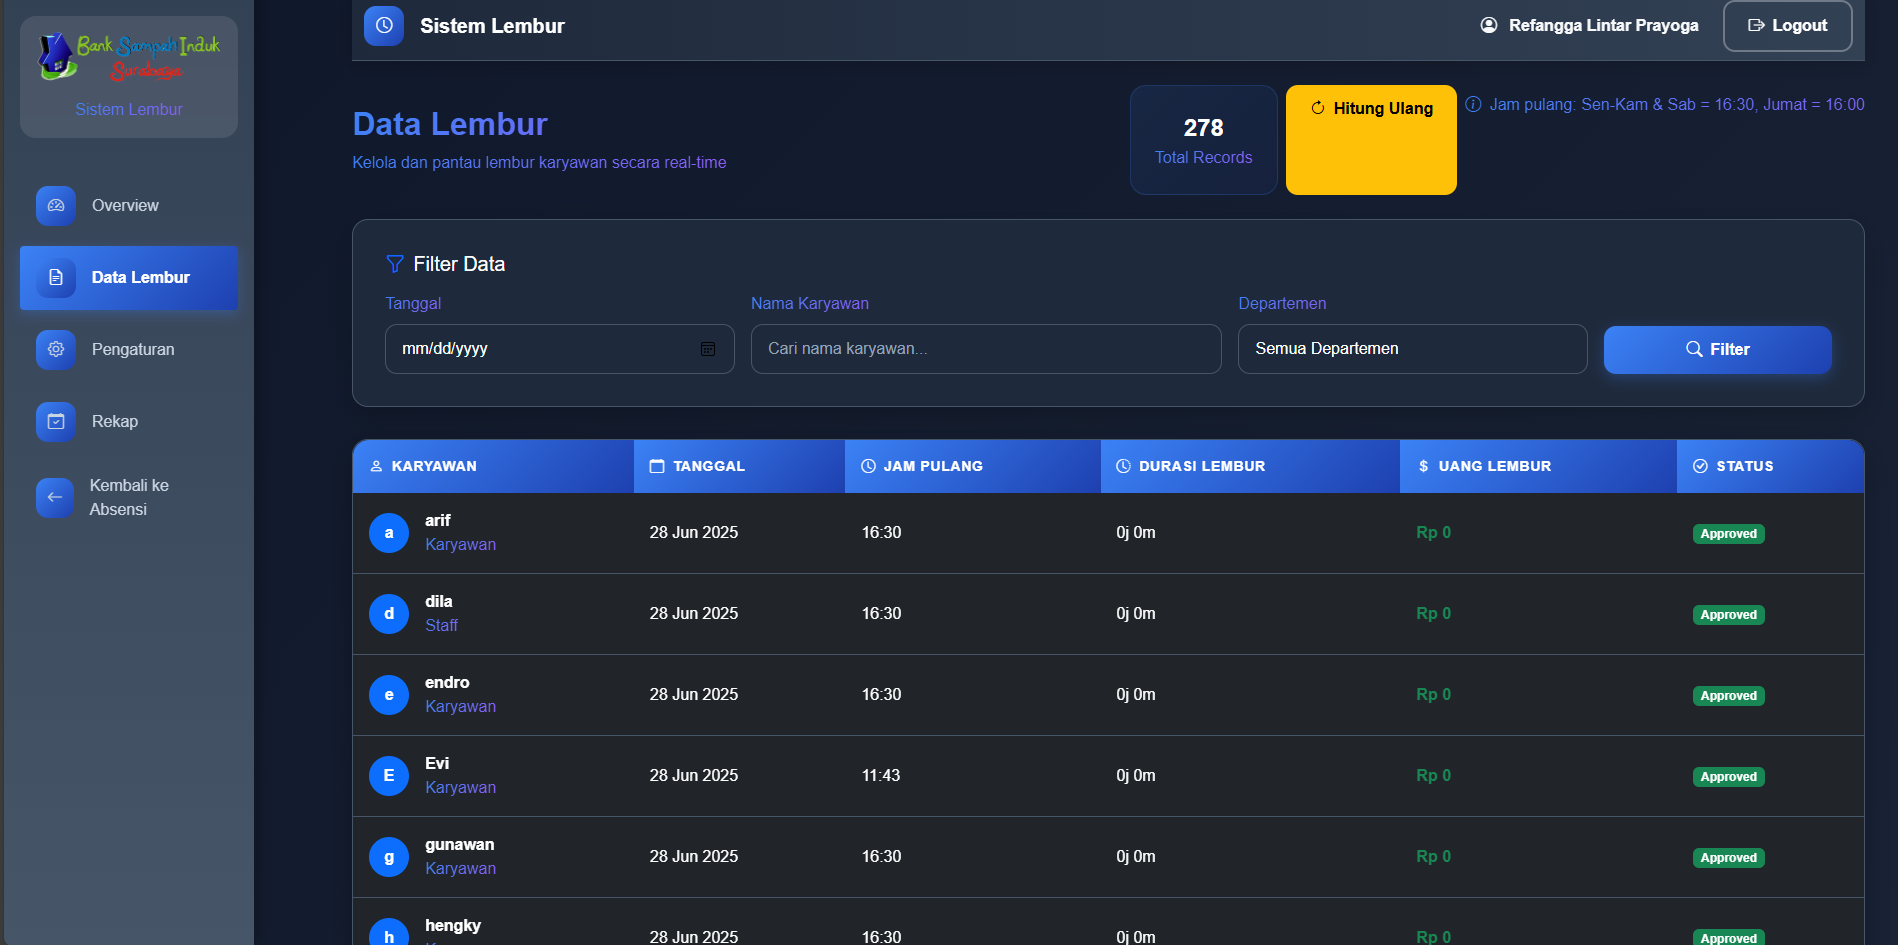 Bank Sampah Induk
Surabaya
Sistem Lembur
Overview
Data Lembur
Pengaturan
Rekap
Kembali ke
Absensi
Sistem Lembur
Refangga Lintar Prayoga
Logout
Data Lembur
Kelola dan pantau lembur karyawan secara real-time
278
Total Records
Hitung Ulang
Jam pulang: Sen-Kam & Sab = 16:30, Jumat = 16:00
Filter Data
Tanggal
Nama Karyawan
Departemen
mm/dd/yyyy
Cari nama karyawan...
Semua Departemen
Filter
KARYAWAN TANGGAL JAM PULANG DURASI LEMBUR $ UANG LEMBUR STATUS
a
arif
Karyawan
28 Jun 2025 16:30 0j 0m Rp 0 Approved
d
dila
Staff
28 Jun 2025 16:30 0j 0m Rp 0 Approved
e
endro
Karyawan
28 Jun 2025 16:30 0j 0m Rp 0 Approved
E
Evi
Karyawan
28 Jun 2025 11:43 0j 0m Rp 0 Approved
g
gunawan
Karyawan
28 Jun 2025 16:30 0j 0m Rp 0 Approved
h
hengky
28 Jun 2025 16:30 0j 0m Rp 0 Approved